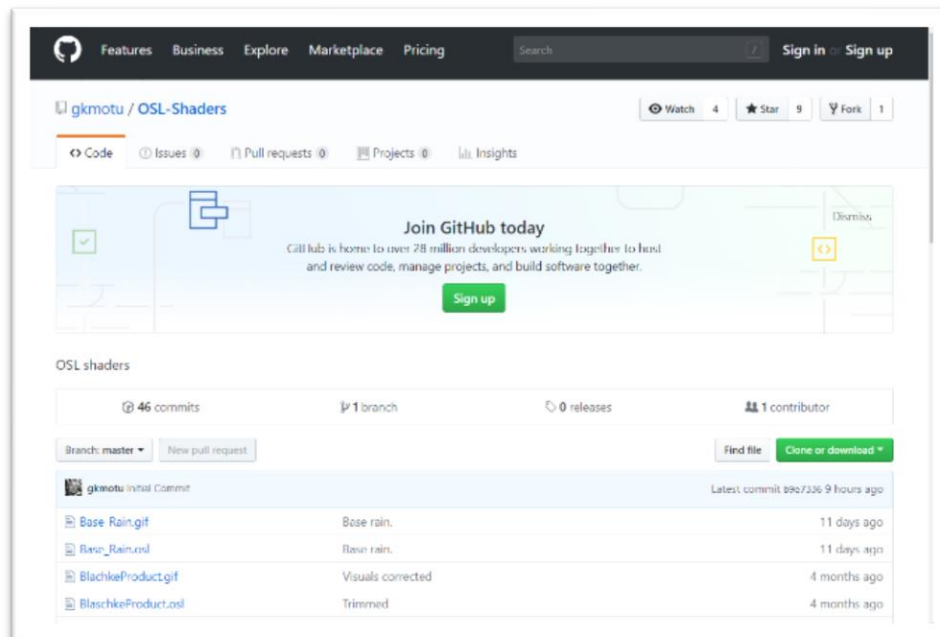 Features Business Explore Marketplace Pricing Search / Sign in or Sign up
gkmotu / OSL-Shaders Watch 4 Star 9 Fork 1
Code Issues 0 Pull requests 0 Projects 0 Insights
Join GitHub today
Dismiss
GitHub is home to over 28 million developers working together to host
and review code, manage projects, and build software together.
Sign up
OSL shaders
46 commits 1 branch 0 releases 1 contributor
Branch: master New pull request Find file Clone or download
gkmotu Initial Commit Latest commit 9 hours ago
Base_Rain.gif Base rain. 11 days ago
Base_Rain.osl Base rain. 11 days ago
BlachkeProduct.gif Visuals corrected 4 months ago
BlaschkeProduct.osl Trimmed 4 months ago